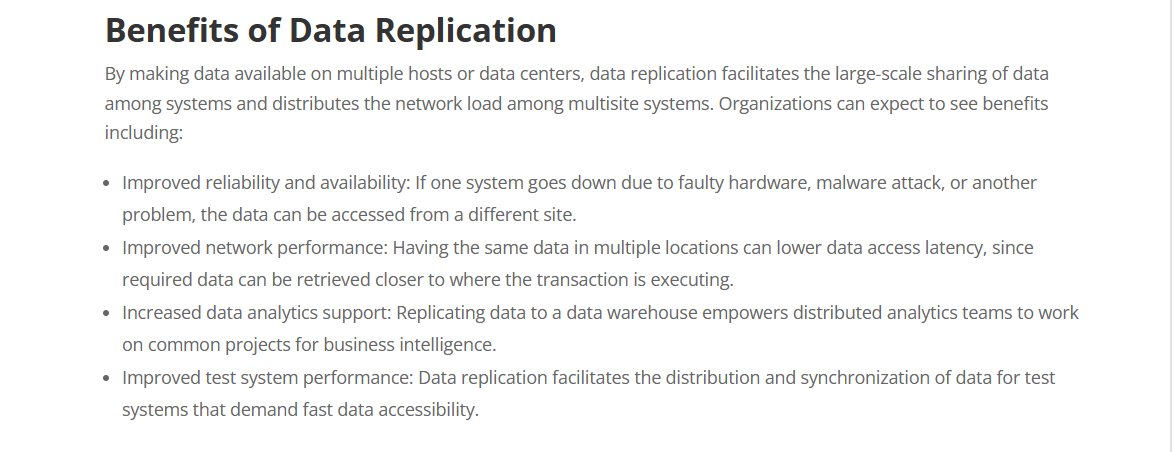 Benefits of Data Replication
By making data available on multiple hosts or data centers, data replication facilitates the large-scale sharing of data
among systems and distributes the network load among multisite systems. Organizations can expect to see benefits
including:
• Improved reliability and availability: If one system goes down due to faulty hardware, malware attack, or another
problem, the data can be accessed from a different site.
• Improved network performance: Having the same data in multiple locations can lower data access latency, since
required data can be retrieved closer to where the transaction is executing.
• Increased data analytics support: Replicating data to a data warehouse empowers distributed analytics teams to work
on common projects for business intelligence.
• Improved test system performance: Data replication facilitates the distribution and synchronization of data for test
systems that demand fast data accessibility.